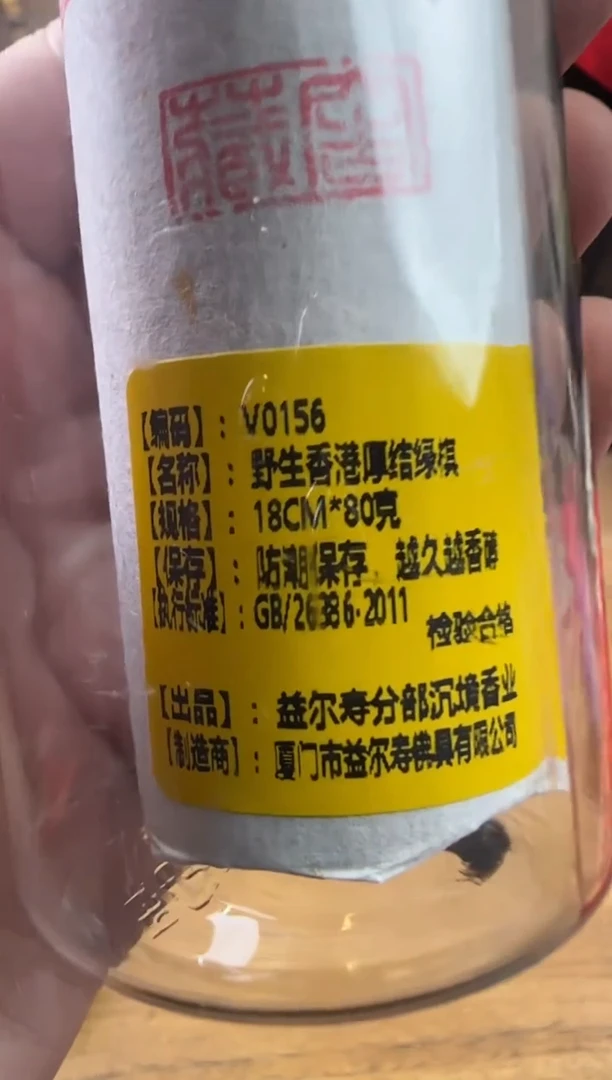 【编码】：V0156
【名称】：野生香港厚结绿棋
【规格】：18CM*80克
【保存】：防潮保存 越久越香醇
【执行标准】：GB/26386·2011
检验合格
【出品】：益尔寿分部沉境香业
【制造商】：厦门市益尔寿佛具有限公司